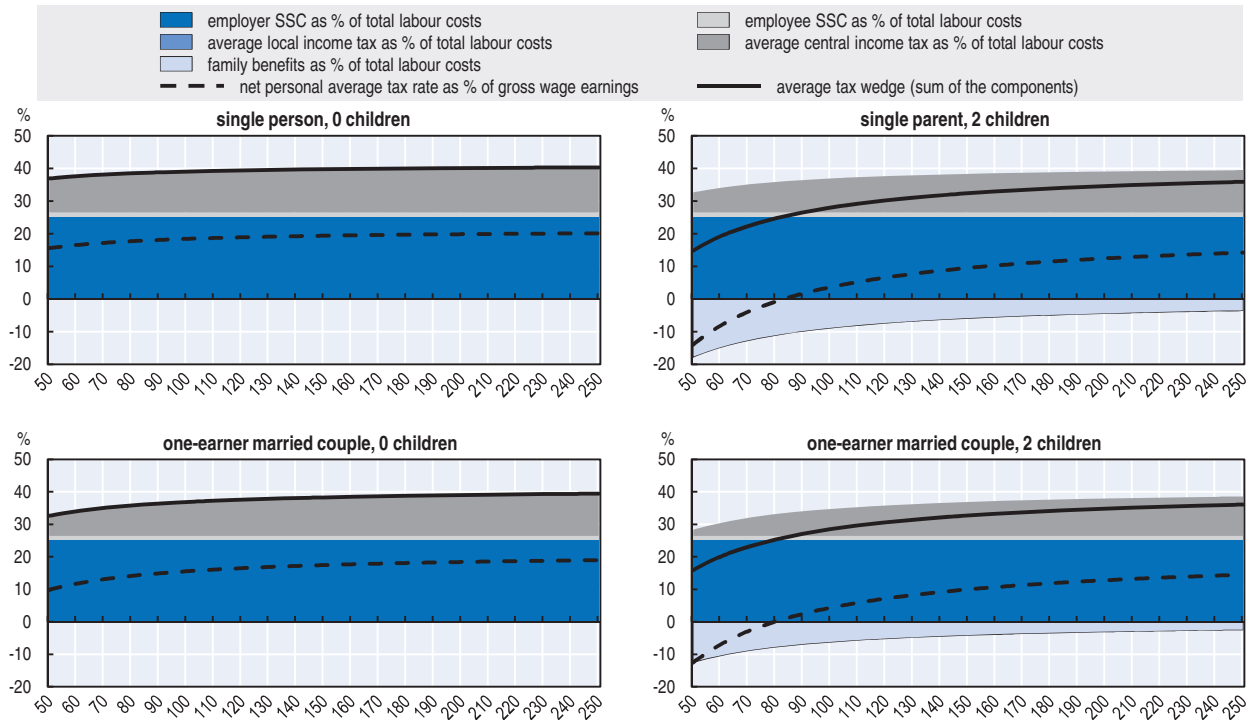 employer SSC as % of total labour costs
employee SSC as % of total labour costs
average local income tax as % of total labour costs
average central income tax as % of total labour costs
family benefits as % of total labour costs
net personal average tax rate as % of gross wage earnings
average tax wedge (sum of the components)
%
single person, 0 children
50
40
30
20
10
0
-10
-20
50 60 70 80 90 100 110 120 130 140 150 160 170 180 190 200 210 220 230 240 250
%
single parent, 2 children
50
40
30
20
10
0
-10
-20
50 60 70 80 90 100 110 120 130 140 150 160 170 180 190 200 210 220 230 240 250
%
one-earner married couple, 0 children
50
40
30
20
10
0
-10
-20
50 60 70 80 90 100 110 120 130 140 150 160 170 180 190 200 210 220 230 240 250
%
one-earner married couple, 2 children
50
40
30
20
10
0
-10
-20
50 60 70 80 90 100 110 120 130 140 150 160 170 180 190 200 210 220 230 240 250